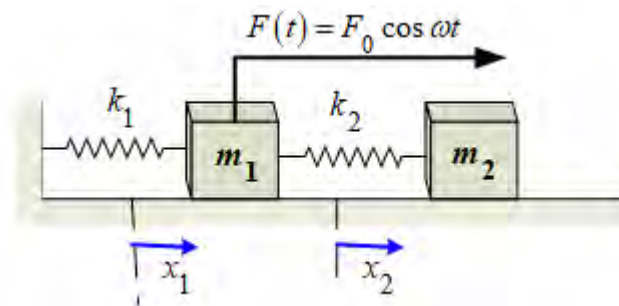 F(t) = F₀ cos ωt
k₁
k₂
m₁
m₂
x₁
x₂